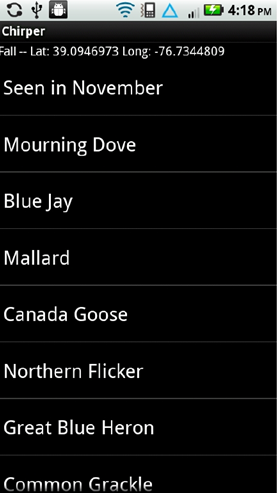 4:18 PM
Chirper
Fall -- Lat: 39.0946973 Long: -76.7344809
Seen in November
Mourning Dove
Blue Jay
Mallard
Canada Goose
Northern Flicker
Great Blue Heron
Common Grackle